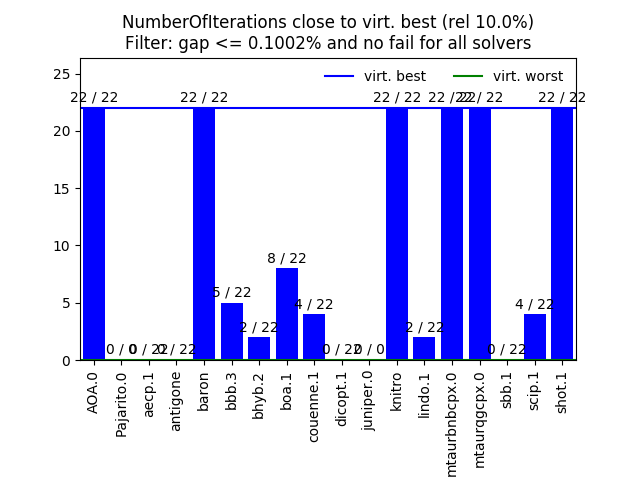 NumberOfIterations close to virt. best (rel 10.0%)
Filter: gap <= 0.1002% and no fail for all solvers
virt. best
virt. worst
25
20
15
10
5
0
22 / 22
0 / 0
0 / 22
0 / 22
22 / 22
5 / 22
2 / 22
8 / 22
4 / 22
0 / 22
0 / 0
22 / 22
2 / 22
22 / 22
22 / 22
0 / 22
4 / 22
22 / 22
AOA.0
Pajarito.0
aecp.1
antigone
baron
bbb.3
bhyb.2
boa.1
couenne.1
dicopt.1
juniper.0
knitro
lindo.1
mtaurbnbcpx.0
mtaurqgcpx.0
sbb.1
scip.1
shot.1